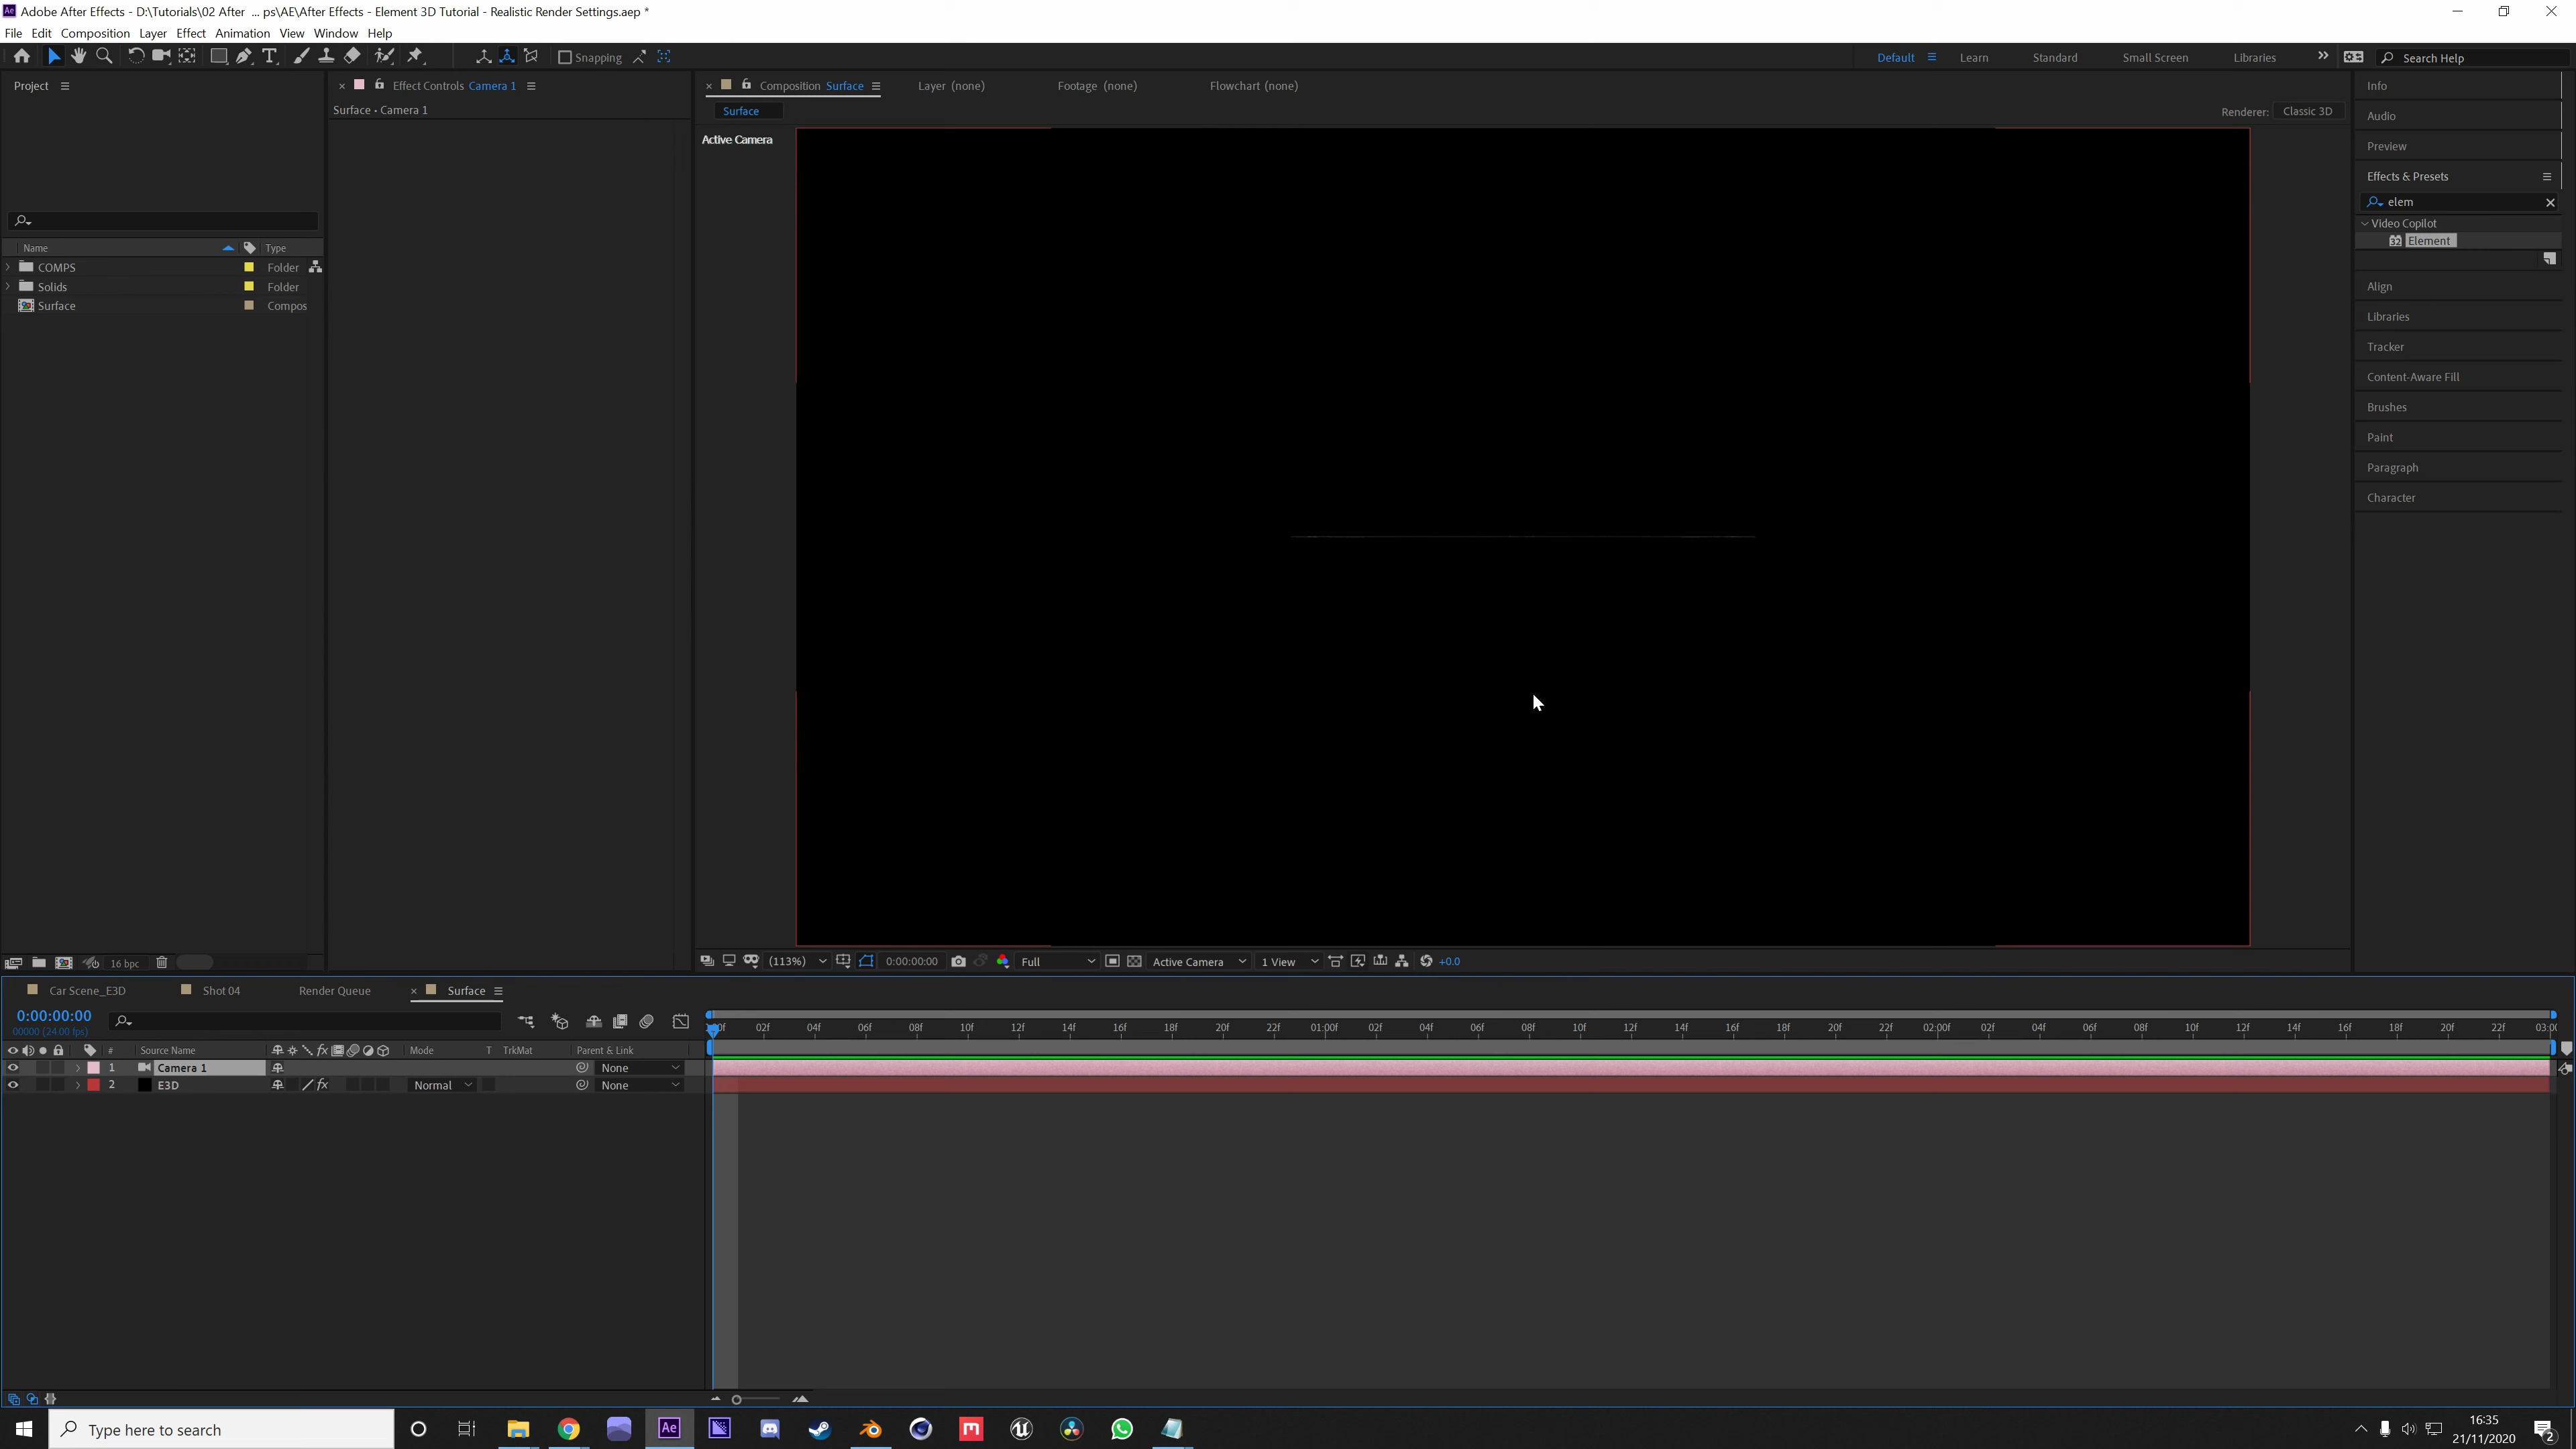 Adobe After Effects - D:\Tutorials\02 After ... ps\AE\After Effects - Element 3D Tutorial - Realistic Render Settings.aep *
File Edit Composition Layer Effect Animation View Window Help
Snapping
Default Learn Standard Small Screen Libraries
Search Help
Project
Effect Controls Camera 1
Composition Surface
Layer (none)
Footage (none)
Flowchart (none)
Info
Surface • Camera 1
Surface
Renderer: Classic 3D
Audio
Active Camera
Preview
Effects & Presets
elem
Video Copilot
32 Element
Name Type
COMPS Folder
Solids Folder
Surface Compos
Align
Libraries
Tracker
Content-Aware Fill
Brushes
Paint
Paragraph
Character
16 bpc
(113%) 0:00:00:00 Full Active Camera 1 View +0.0
Car Scene_E3D Shot 04 Render Queue Surface
0:00:00:00
00000 (24.00 fps)
02f 04f 06f 08f 10f 12f 14f 16f 18f 20f 22f 01:00f 02f 04f 06f 08f 10f 12f 14f 16f 18f 20f 22f 02:00f 02f 04f 06f 08f 10f 12f 14f 16f 18f 20f 22f
# Source Name fx Mode T TrkMat Parent & Link
1 Camera 1 None
2 E3D fx Normal None
Type here to search
Ae
16:35
21/11/2020
2